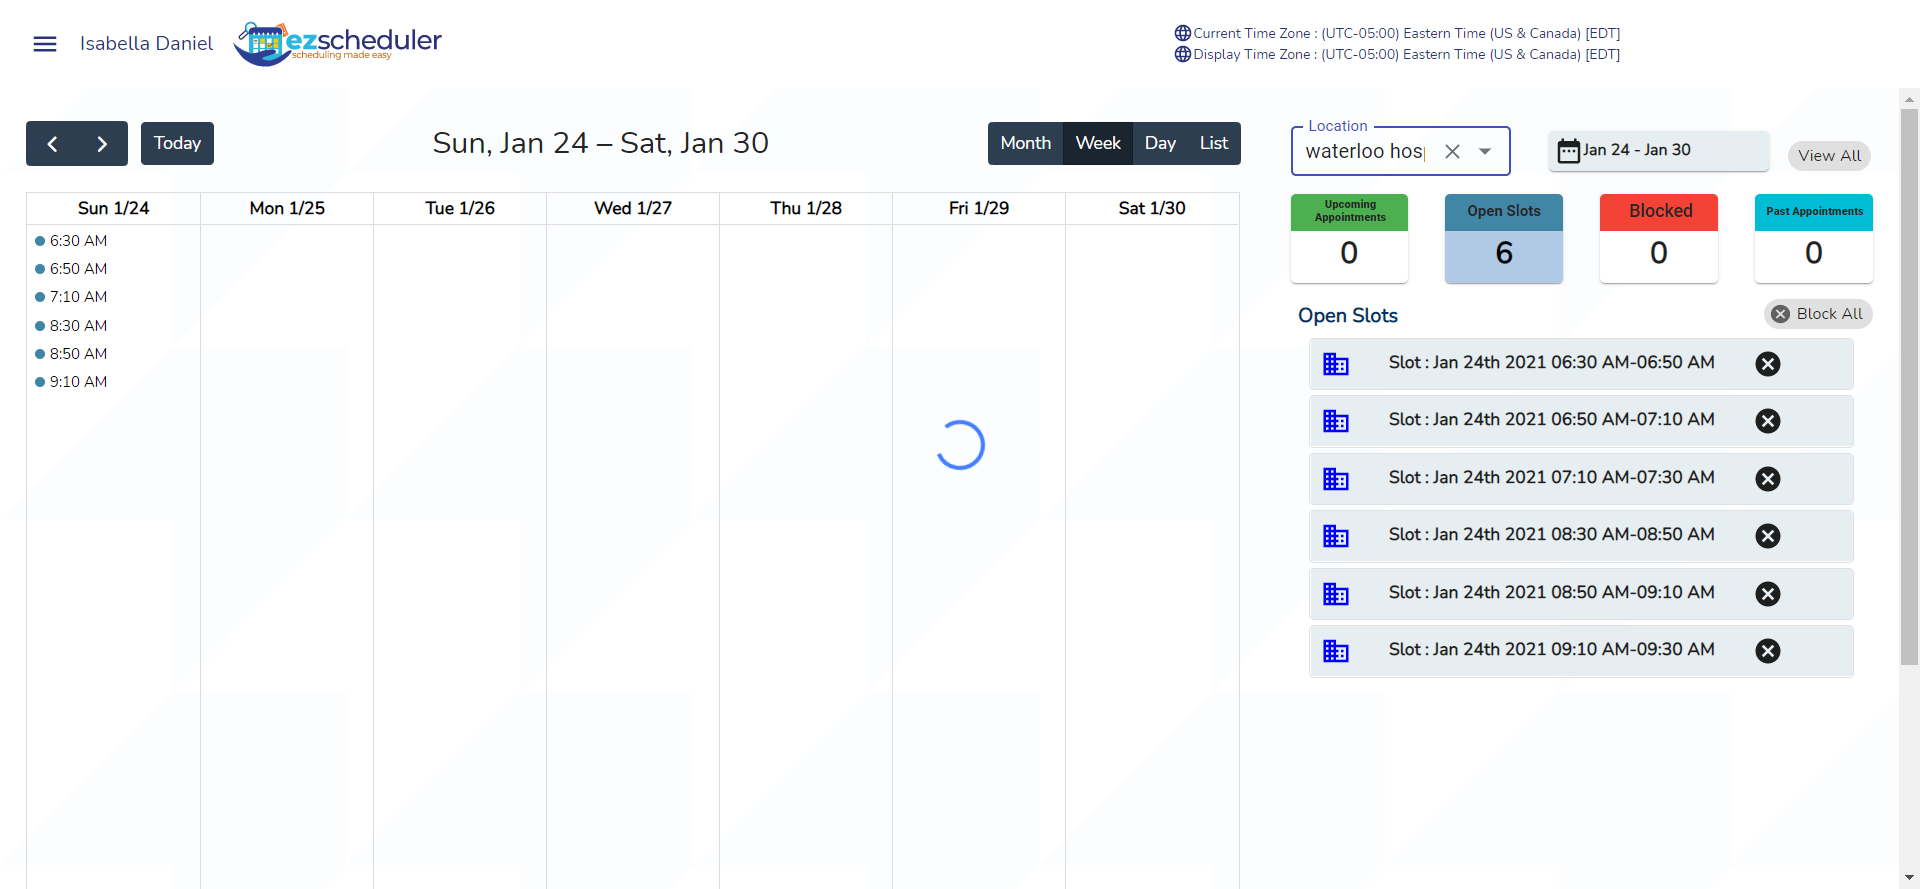 Isabella Daniel
ezscheduler
scheduling made easy
Current Time Zone : (UTC-05:00) Eastern Time (US & Canada) [EDT]
Display Time Zone : (UTC-05:00) Eastern Time (US & Canada) [EDT]
Today
Sun, Jan 24 – Sat, Jan 30
Month Week Day List
Sun 1/24 Mon 1/25 Tue 1/26 Wed 1/27 Thu 1/28 Fri 1/29 Sat 1/30
6:30 AM
6:50 AM
7:10 AM
8:30 AM
8:50 AM
9:10 AM
Location
waterloo hos
Jan 24 - Jan 30
View All
Upcoming
Appointments
0
Open Slots
6
Blocked
0
Past Appointments
0
Open Slots
Block All
Slot : Jan 24th 2021 06:30 AM-06:50 AM
Slot : Jan 24th 2021 06:50 AM-07:10 AM
Slot : Jan 24th 2021 07:10 AM-07:30 AM
Slot : Jan 24th 2021 08:30 AM-08:50 AM
Slot : Jan 24th 2021 08:50 AM-09:10 AM
Slot : Jan 24th 2021 09:10 AM-09:30 AM